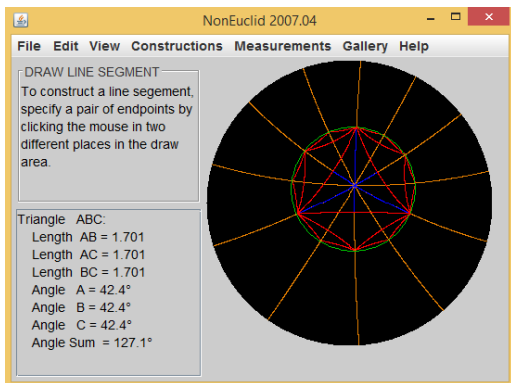 NonEuclid 2007.04
File Edit View Constructions Measurements Gallery Help
DRAW LINE SEGMENT
To construct a line segement,
specify a pair of endpoints by
clicking the mouse in two
different places in the draw
area.
Triangle ABC:
Length AB = 1.701
Length AC = 1.701
Length BC = 1.701
Angle A = 42.4°
Angle B = 42.4°
Angle C = 42.4°
Angle Sum = 127.1°